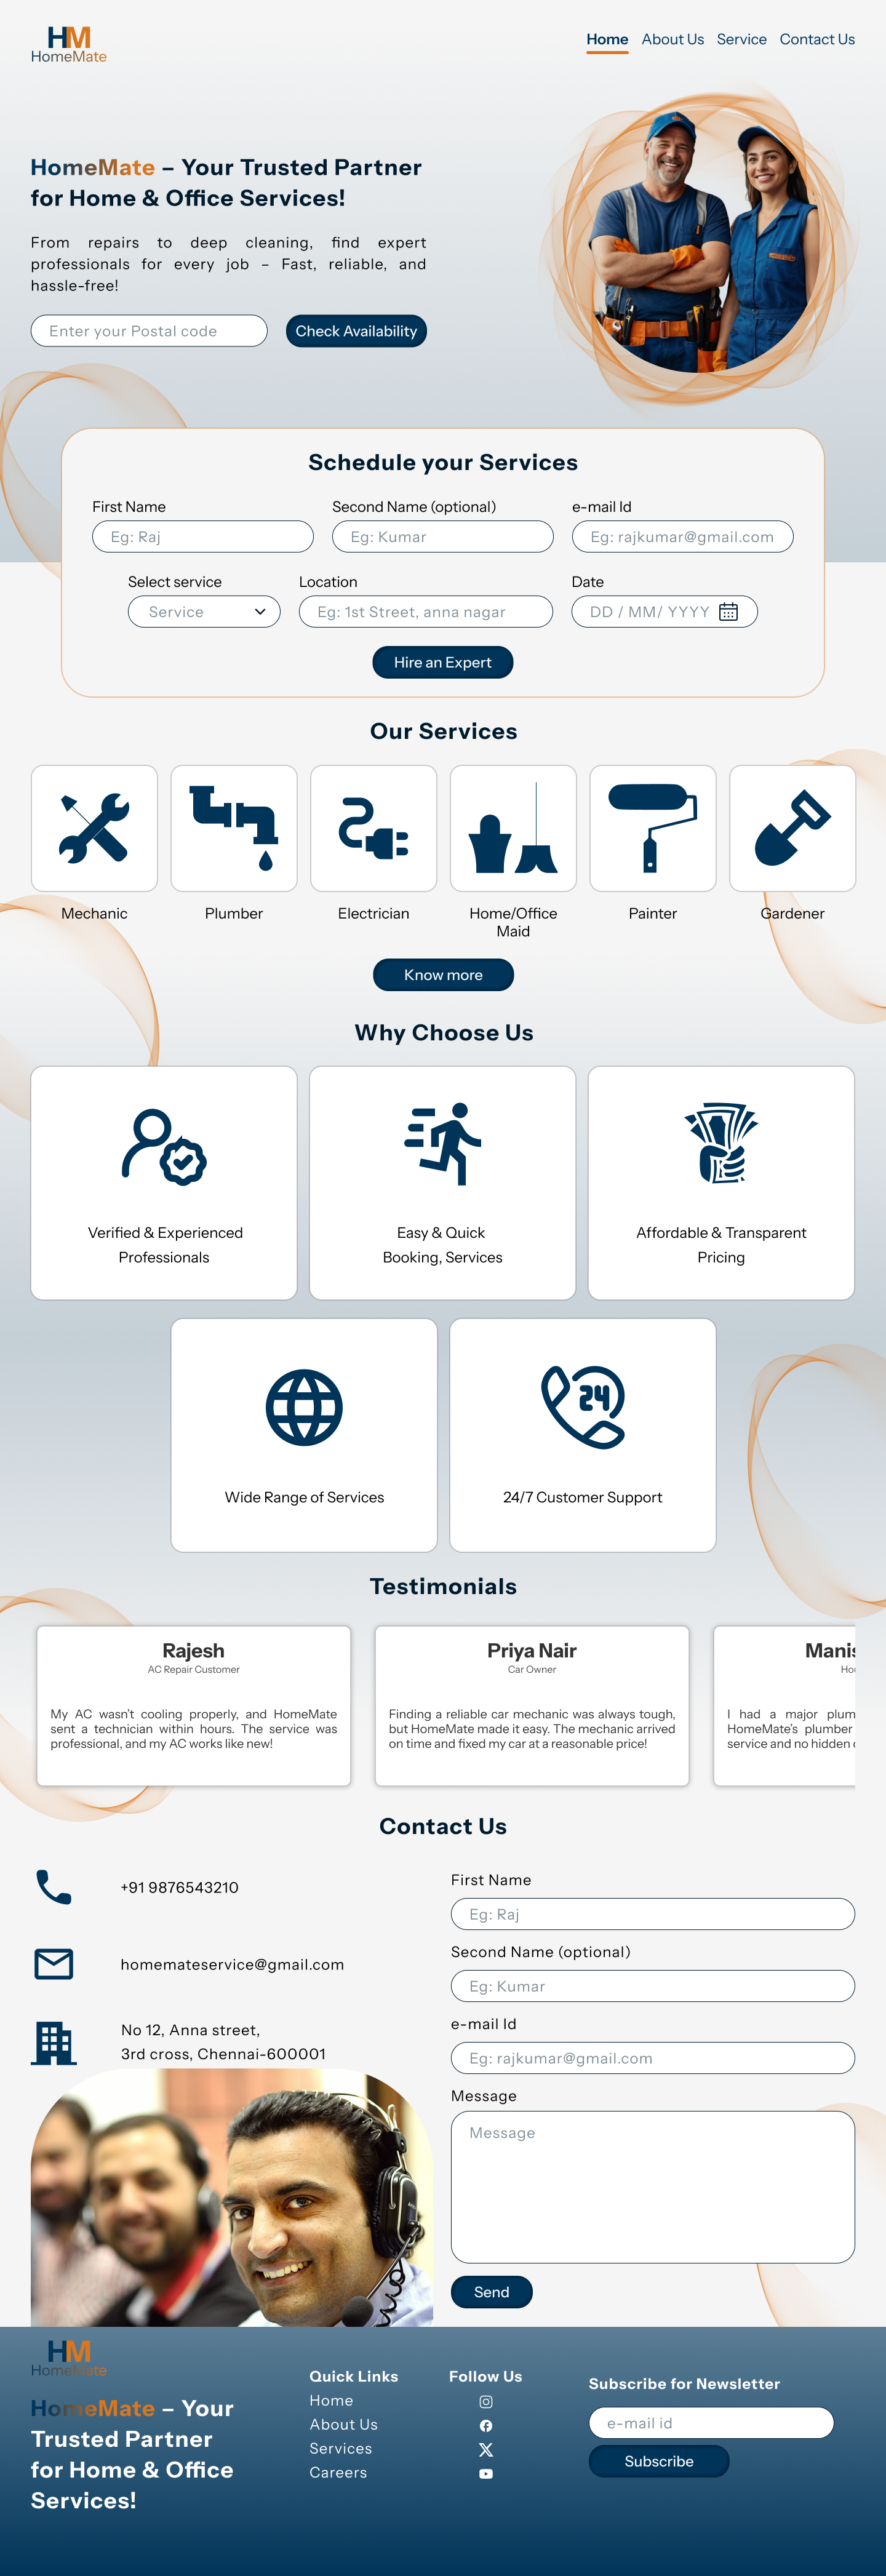 HM
HomeMate
Home About Us Service Contact Us
HomeMate – Your Trusted Partner
for Home & Office Services!
From repairs to deep cleaning, find expert
professionals for every job – Fast, reliable, and
hassle-free!
Enter your Postal code
Check Availability
Schedule your Services
First Name Second Name (optional) e-mail Id
Eg: Raj Eg: Kumar Eg: rajkumar@gmail.com
Select service Location Date
Service Eg: 1st Street, anna nagar DD / MM/ YYYY
Hire an Expert
Our Services
Mechanic Plumber Electrician Home/Office Painter Gardener
Maid
Know more
Why Choose Us
Verified & Experienced
Professionals
Easy & Quick
Booking, Services
Affordable & Transparent
Pricing
24
Wide Range of Services
24/7 Customer Support
Testimonials
Rajesh
AC Repair Customer
My AC wasn't cooling properly, and HomeMate
sent a technician within hours. The service was
professional, and my AC works like new!
Priya Nair
Car Owner
Finding a reliable car mechanic was always tough,
but HomeMate made it easy. The mechanic arrived
on time and fixed my car at a reasonable price!
I had a major
HomeMate's plumber
service and no hidden
Contact Us
+91 9876543210
homemateservice@gmail.com
No 12, Anna street,
3rd cross, Chennai-600001
First Name
Eg: Raj
Second Name (optional)
Eg: Kumar
e-mail Id
Eg: rajkumar@gmail.com
Message
Message
Send
HM
HomeMate
HomeMate – Your
Trusted Partner
for Home & Office
Services!
Quick Links
Home
About Us
Services
Careers
Follow Us
Subscribe for Newsletter
e-mail id
Subscribe